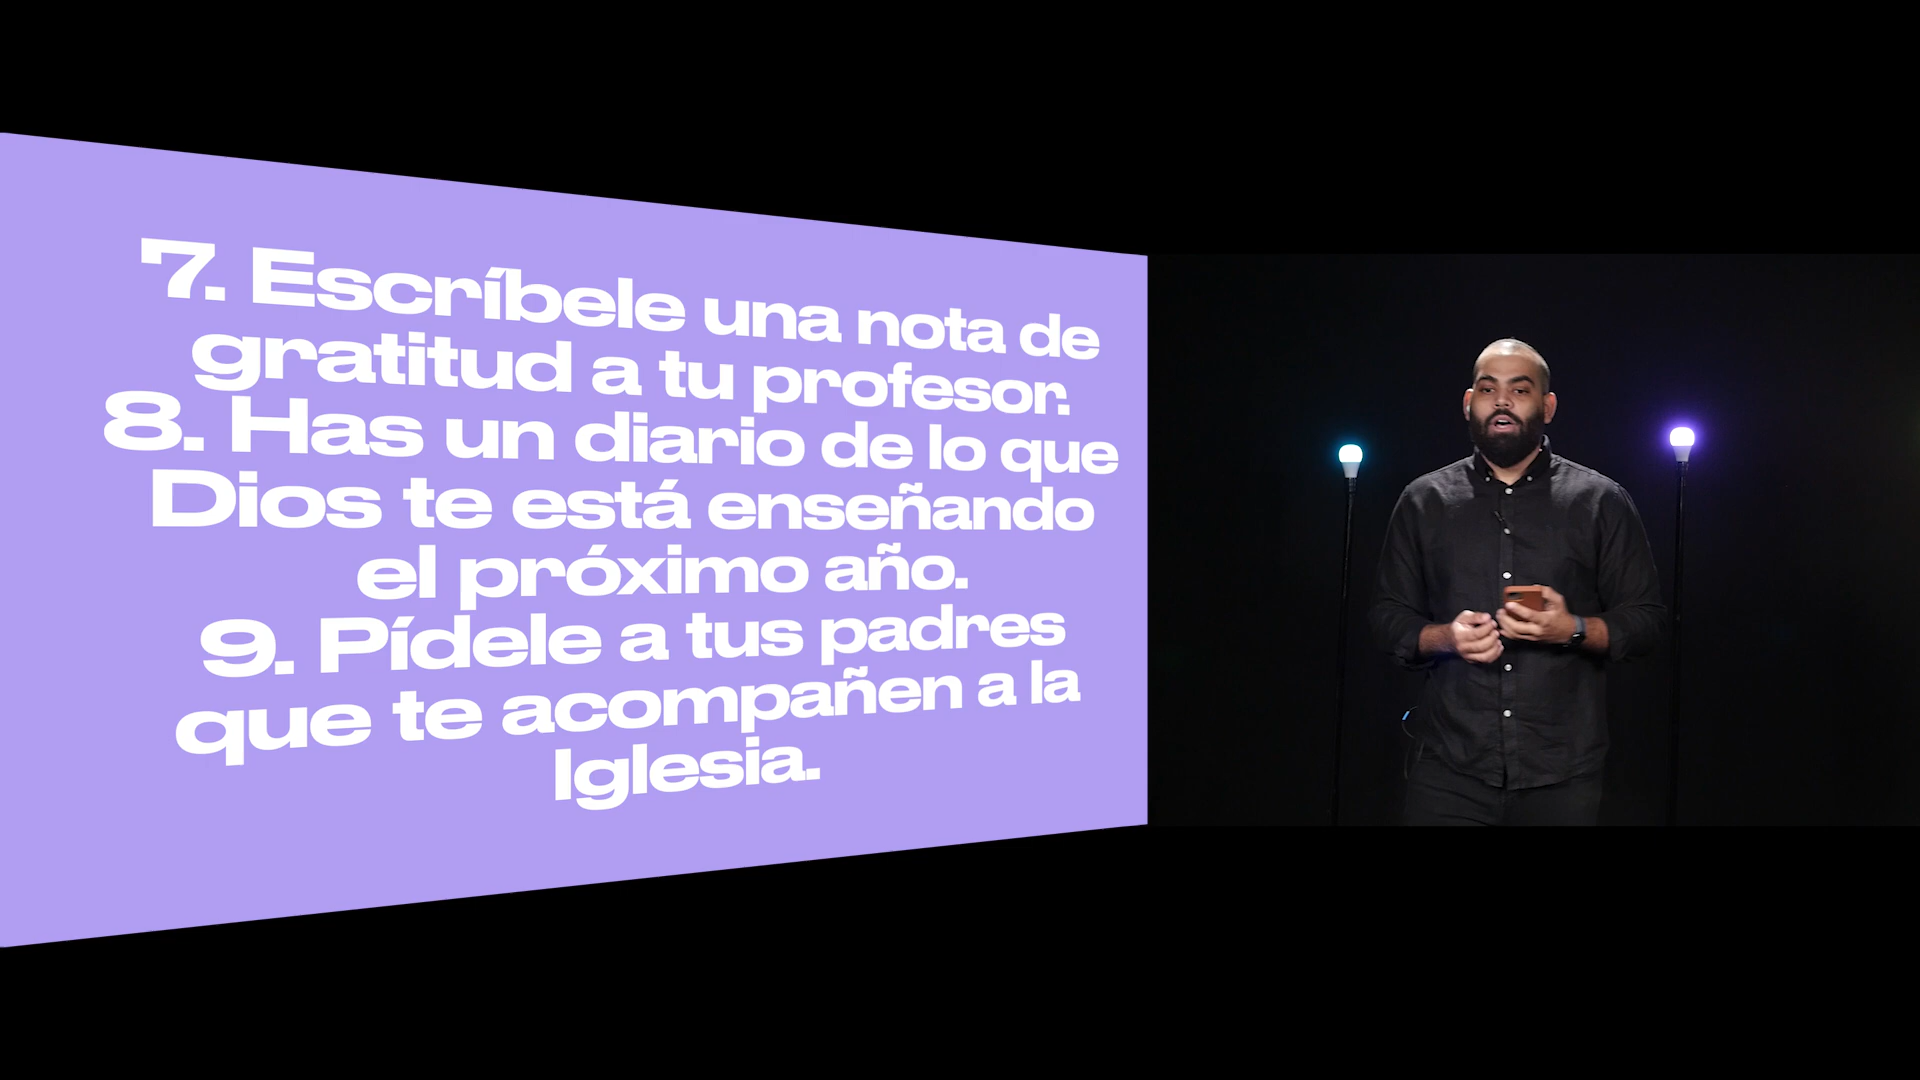 7. Escríbele una nota de
gratitud a tu profesor.
8. Has un diario de lo que
Dios te está enseñando
el próximo año.
9. Pídele a tus padres
que te acompañen a la
Iglesia.